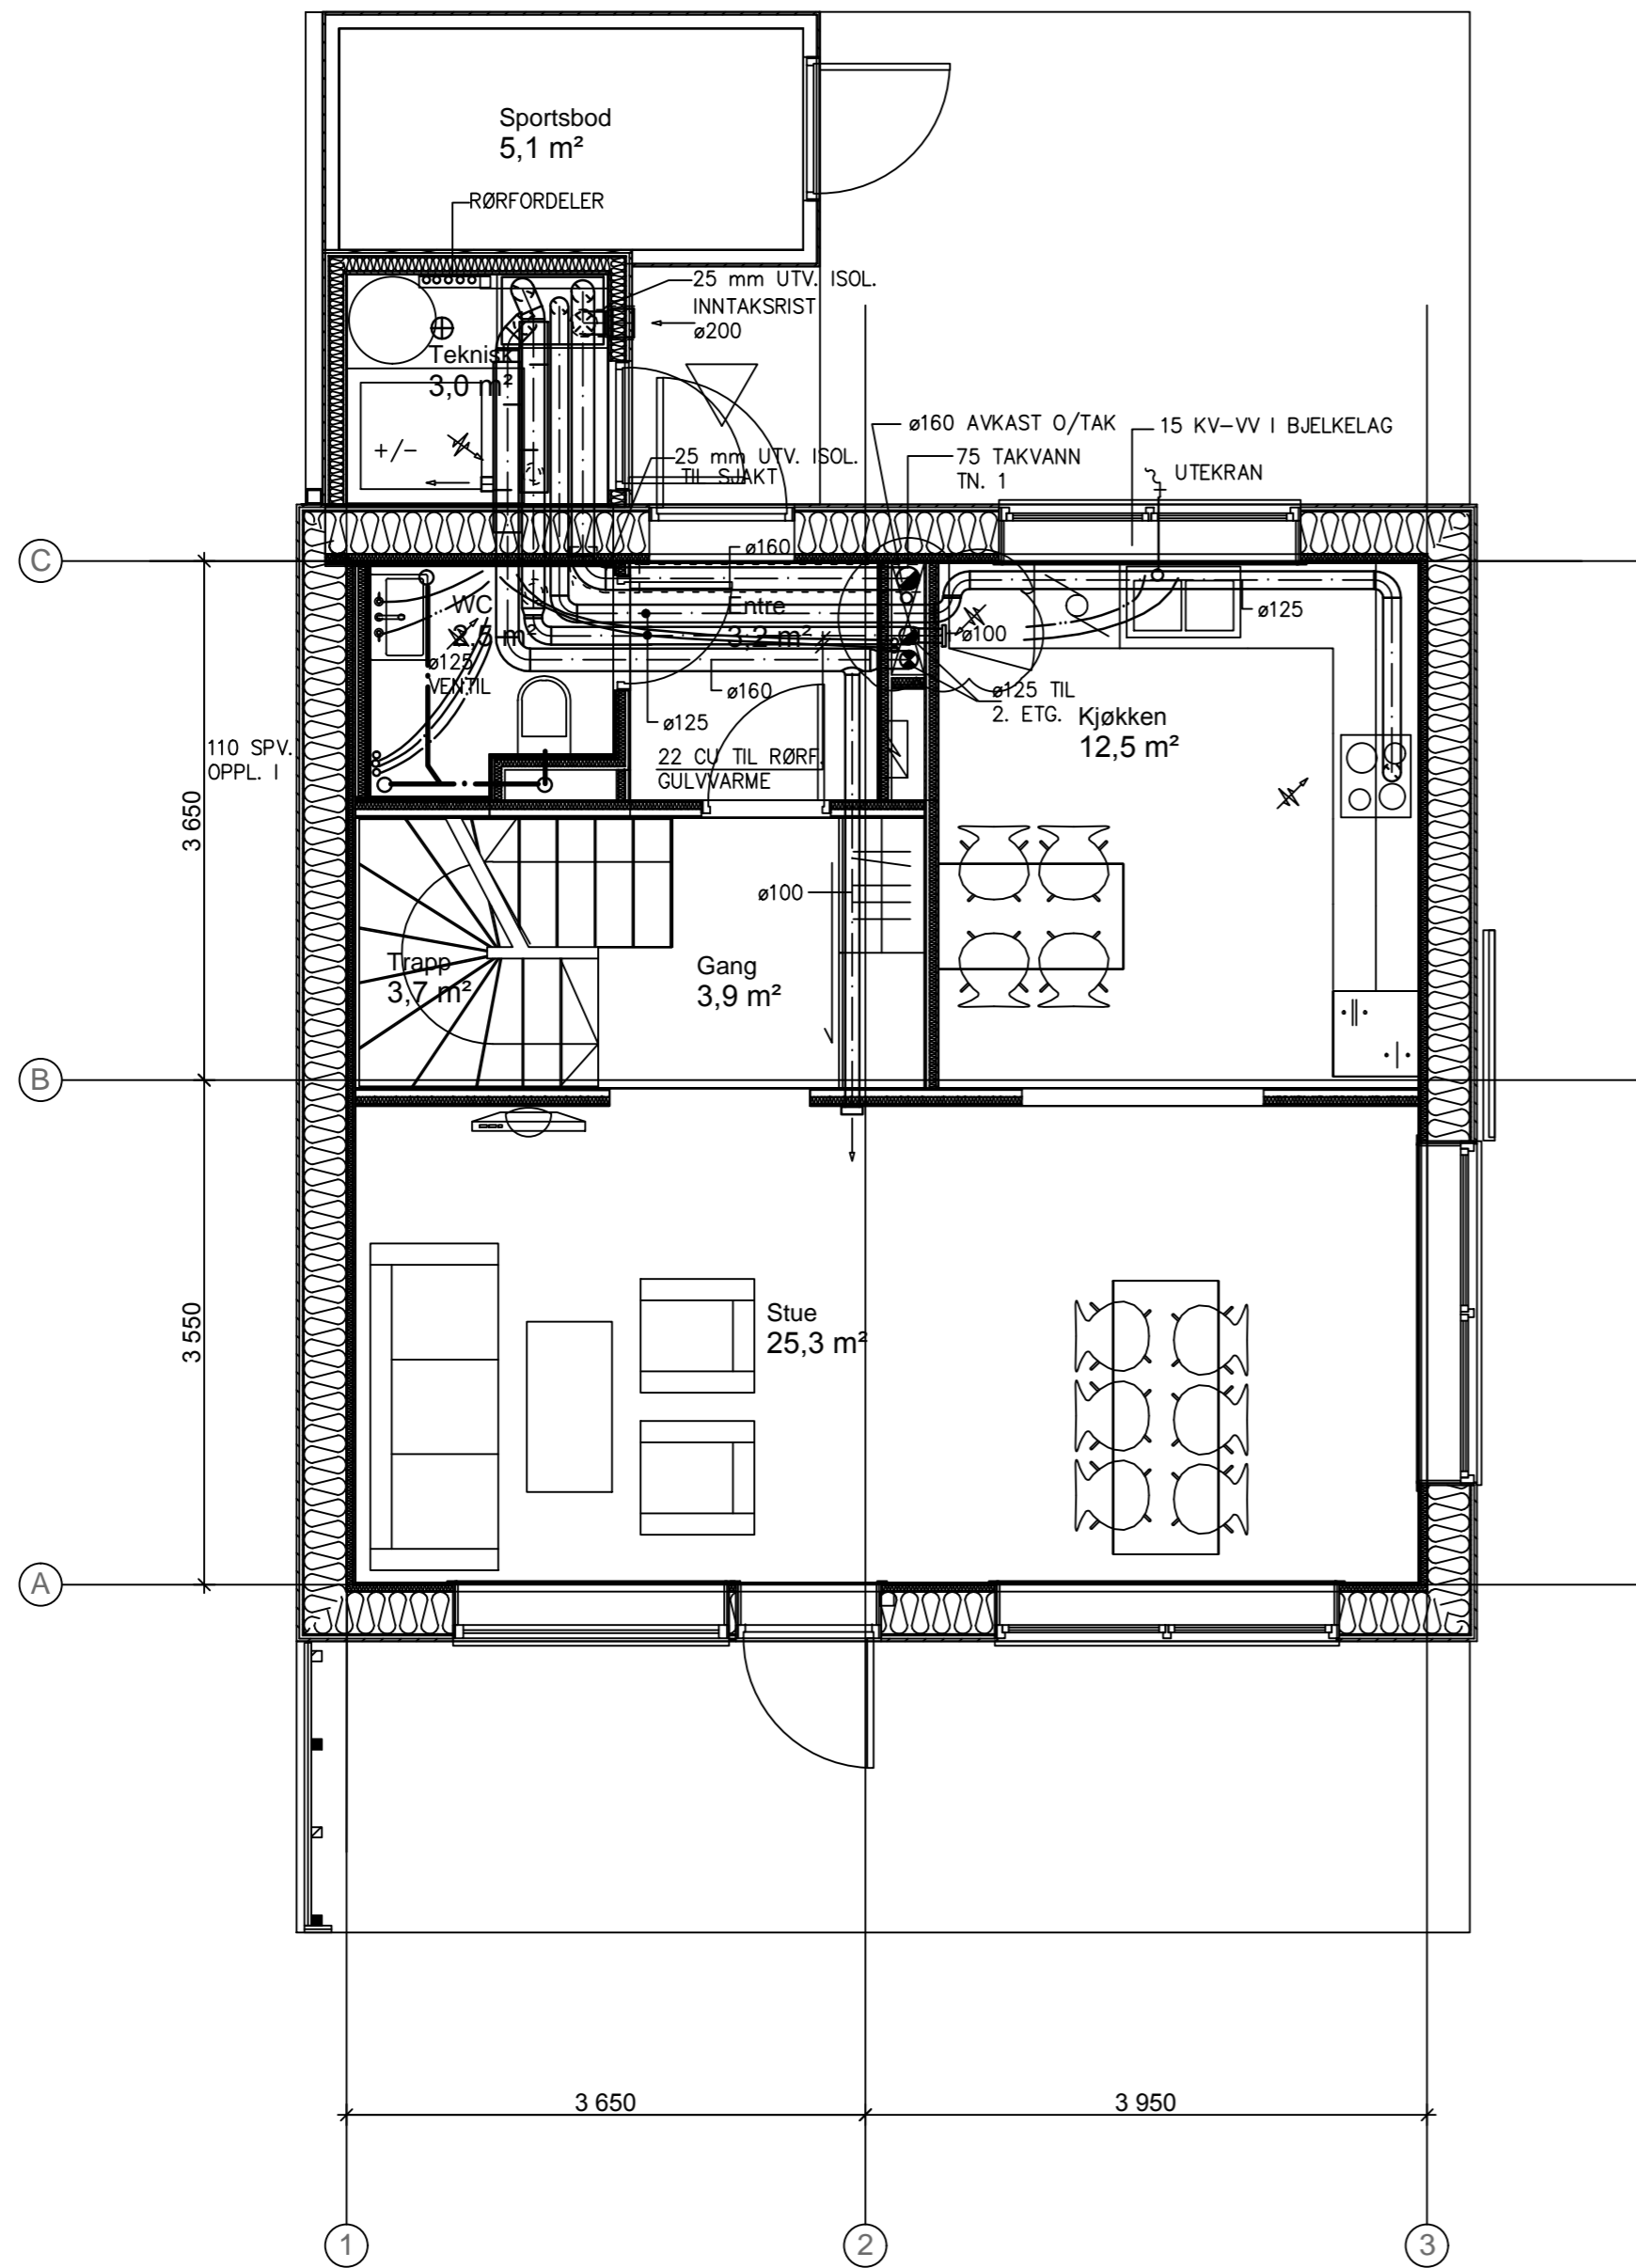 Sportsbod
5,1 m²
RØRFORDELER
25 mm UTV. ISOL.
INNTAKSRIST
ø200
Teknisk
3,0 m²
+/-
ø160 AVKAST O/TAK
15 KV-VV I BJELKELAG
25 mm UTV. ISOL.
TIL SJAKT
75 TAKVANN
TN. 1
UTEKRAN
C
ø160
WC
2,5 m²
Entre
3,2 m²
ø125
ø100
ø125
VENTIL
ø160
ø125 TIL
2. ETG.
ø125
Kjøkken
12,5 m²
110 SPV.
OPPL. I
22 CU TIL RØRF.
GULVVARME
3 650
ø100
Trapp
3,7 m²
Gang
3,9 m²
B
3 550
Stue
25,3 m²
A
3 650
3 950
1
2
3